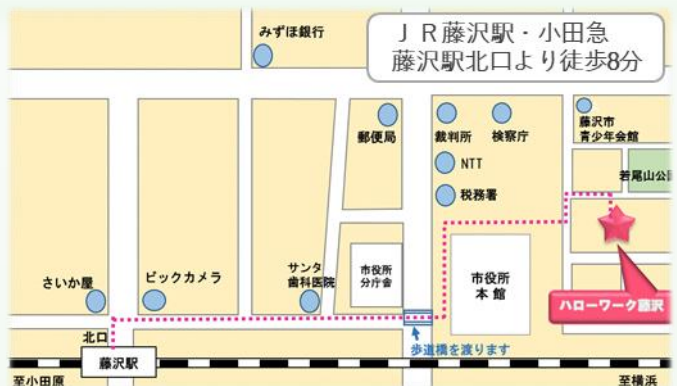 みずほ銀行
ＪＲ藤沢駅・小田急
藤沢駅北口より徒歩8分
郵便局
裁判所
検察庁
藤沢市
青少年会館
NTT
税務署
若尾山公園
さいか屋
ビックカメラ
サンタ
歯科医院
市役所
分庁舎
市役所
本館
ハローワーク藤沢
北口
藤沢駅
歩道橋を渡ります
至小田原
至横浜